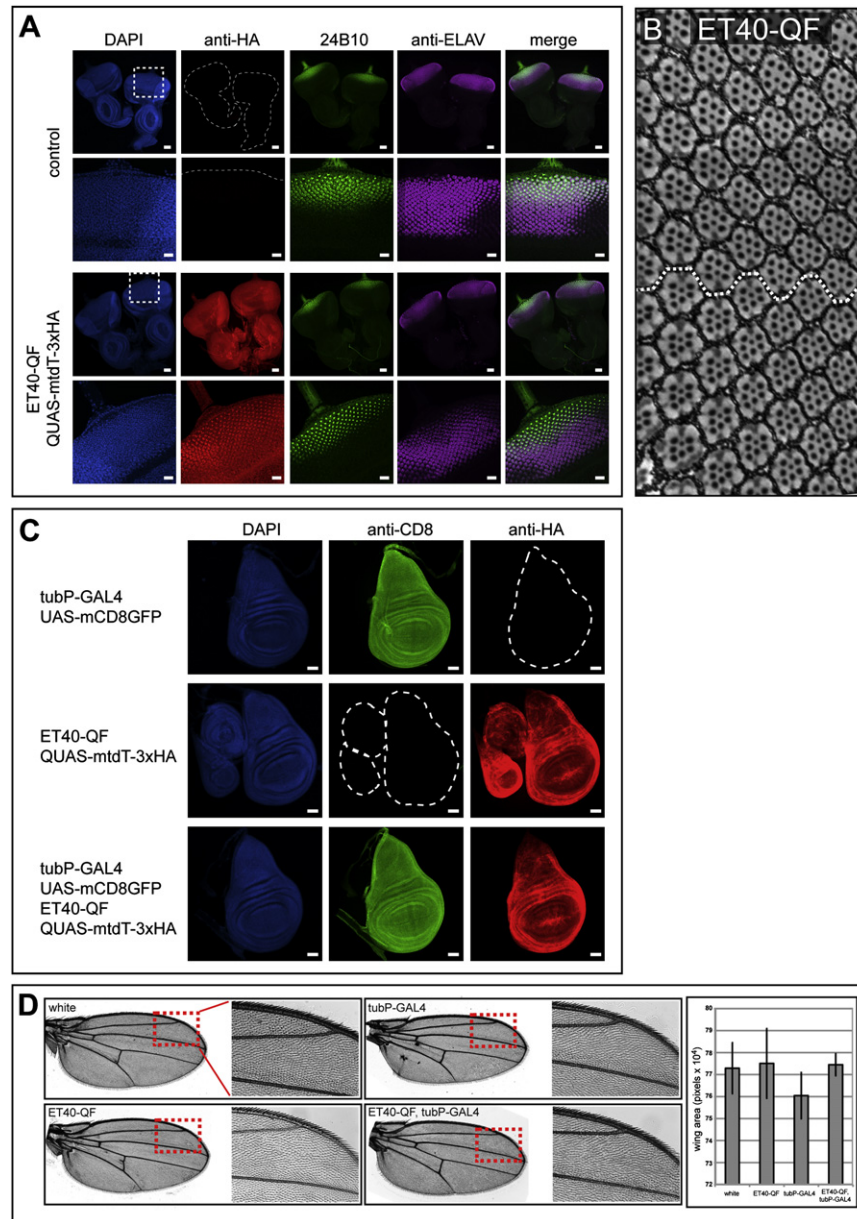 A
DAPI anti-HA 24B10 anti-ELAV merge
control
ET40-QF
QUAS-mtdT-3xHA
B ET40-QF
C
DAPI anti-CD8 anti-HA
tubP-GAL4
UAS-mCD8GFP
ET40-QF
QUAS-mtdT-3xHA
tubP-GAL4
UAS-mCD8GFP
ET40-QF
QUAS-mtdT-3xHA
D
white
tubP-GAL4
ET40-QF
ET40-QF, tubP-GAL4
wing area (pixels x 10⁴)
80
79
78
77
76
75
74
73
72
white ET40-QF tubP-GAL4 ET40-QF,
tubP-GAL4